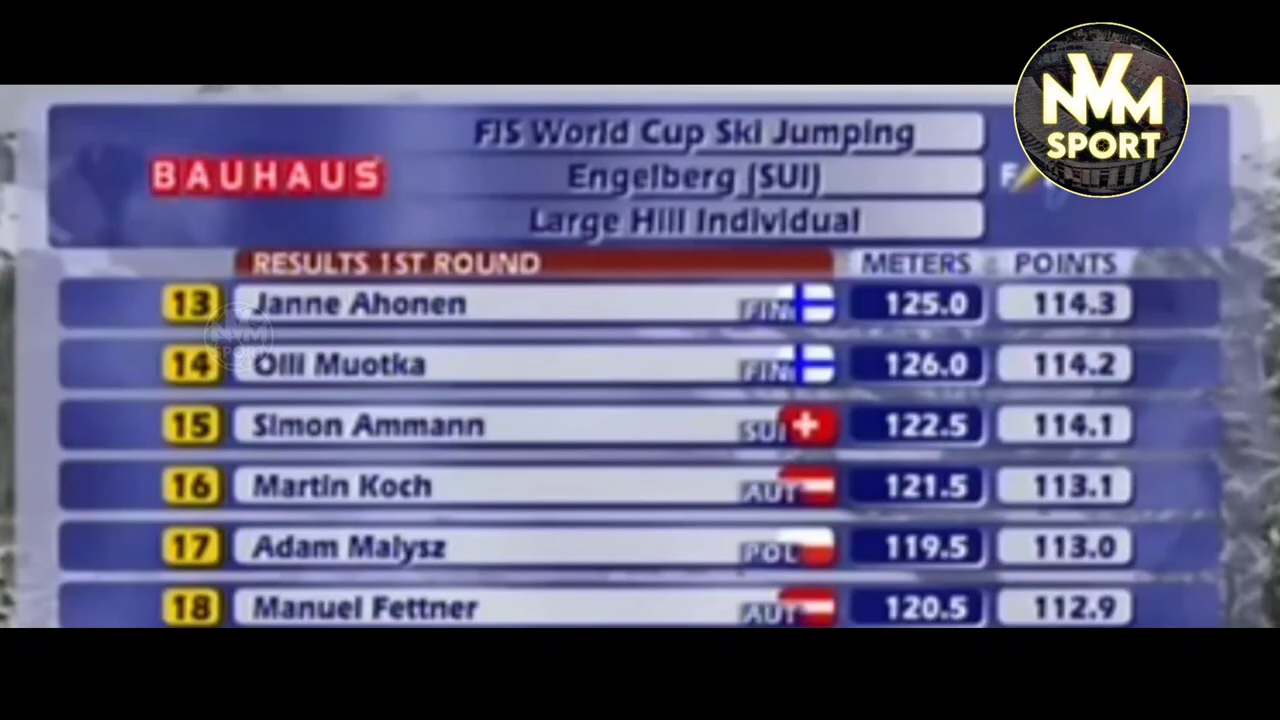 NVM
SPORT
FIS World Cup Ski Jumping
BAUHAUS
Engelberg (SUI)
Large Hill Individual
RESULTS 1ST ROUND METERS POINTS
13 Janne Ahonen FIN 125.0 114.3
14 Olli Muotka FIN 126.0 114.2
15 Simon Ammann SUI 122.5 114.1
16 Martin Koch AUT 121.5 113.1
17 Adam Malysz POL 119.5 113.0
18 Manuel Fettner AUT 120.5 112.9
NVM
SPORT